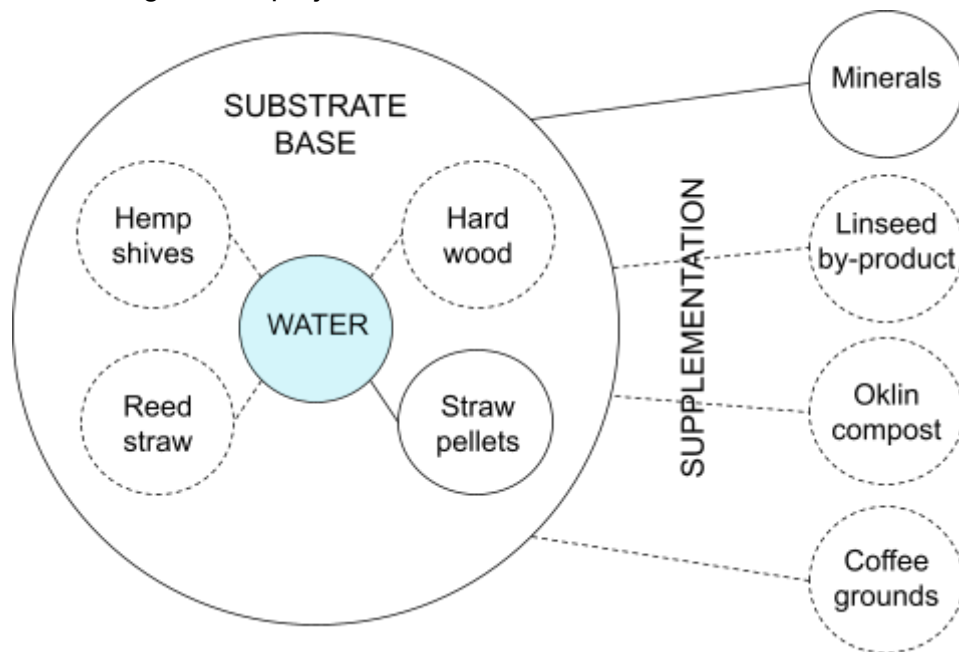 SUBSTRATE
BASE
Hemp
shives
Hard
wood
WATER
Reed
straw
Straw
pellets
SUPPLEMENTATION
Minerals
Linseed
by-product
Oklin
compost
Coffee
grounds